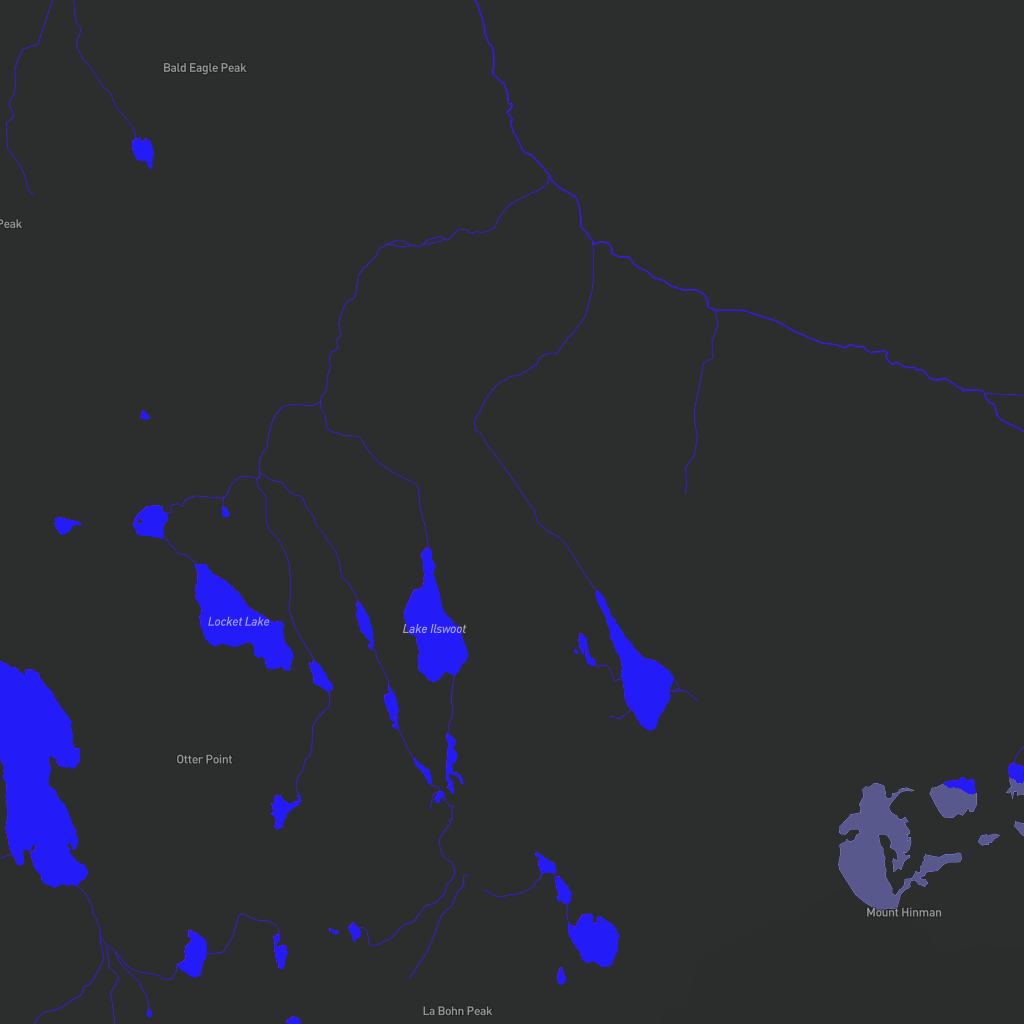 Bald Eagle Peak
Peak
Locket Lake
Lake Ilswoot
Otter Point
Mount Hinman
La Bohn Peak